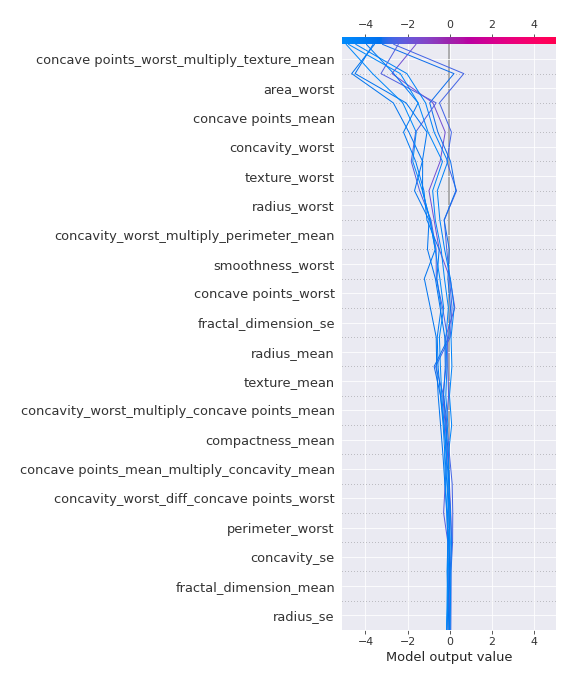 −4 −2 0 2 4
concave points_worst_multiply_texture_mean
area_worst
concave points_mean
concavity_worst
texture_worst
radius_worst
concavity_worst_multiply_perimeter_mean
smoothness_worst
concave points_worst
fractal_dimension_se
radius_mean
texture_mean
concavity_worst_multiply_concave points_mean
compactness_mean
concave points_mean_multiply_concavity_mean
concavity_worst_diff_concave points_worst
perimeter_worst
concavity_se
fractal_dimension_mean
radius_se
−4 −2 0 2 4
Model output value